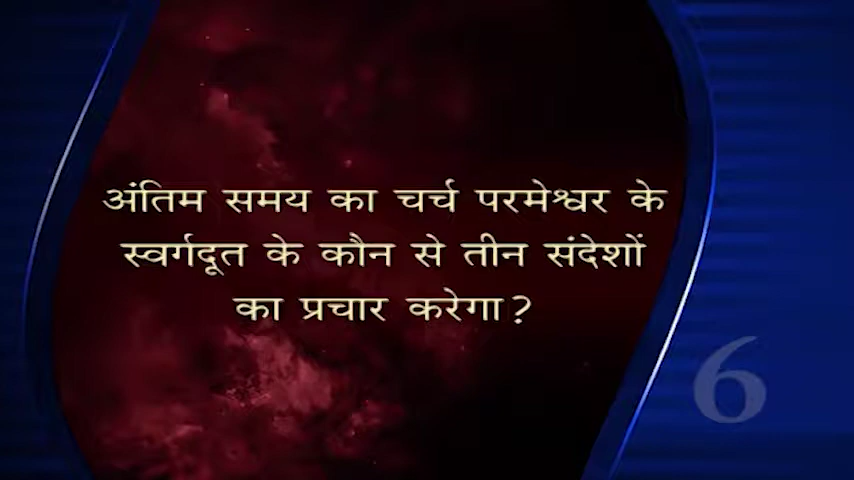 अंतिम समय का चर्च परमेश्वर के
स्वर्गदूत के कौन से तीन संदेशों
का प्रचार करेगा?
6